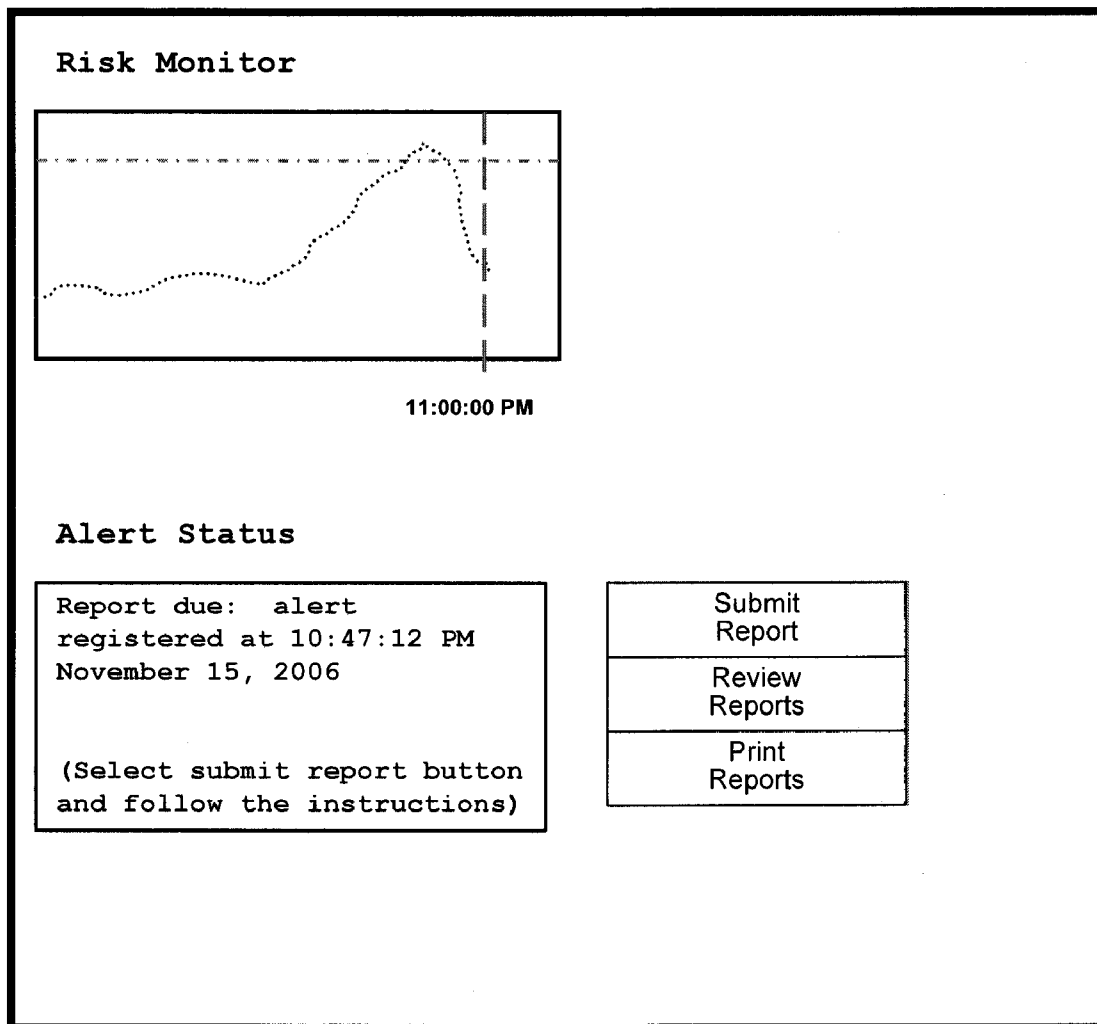 Risk Monitor
11:00:00 PM
Alert Status
Report due:  alert
registered at 10:47:12 PM
November 15, 2006
(Select submit report button
and follow the instructions)
Submit
Report
Review
Reports
Print
Reports